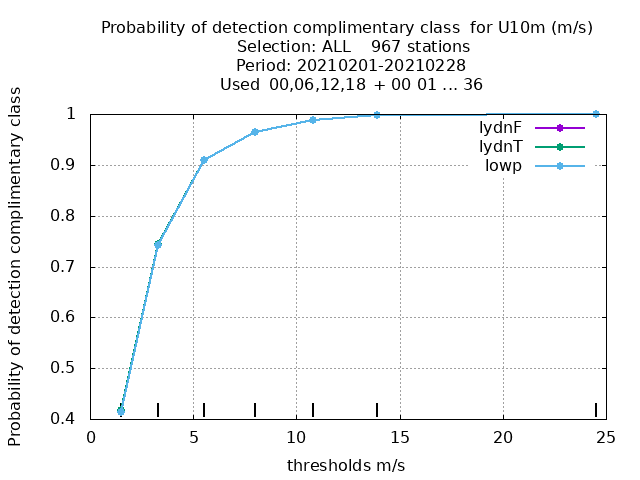 Probability of detection complimentary class  for U10m (m/s)
Selection: ALL    967 stations
Period: 20210201-20210228
Used  00,06,12,18  + 00 01 ... 36
Probability of detection complimentary class
1
0.9
0.8
0.7
0.6
0.5
0.4
lydnF
lydnT
lowp
0 5 10 15 20 25
thresholds m/s